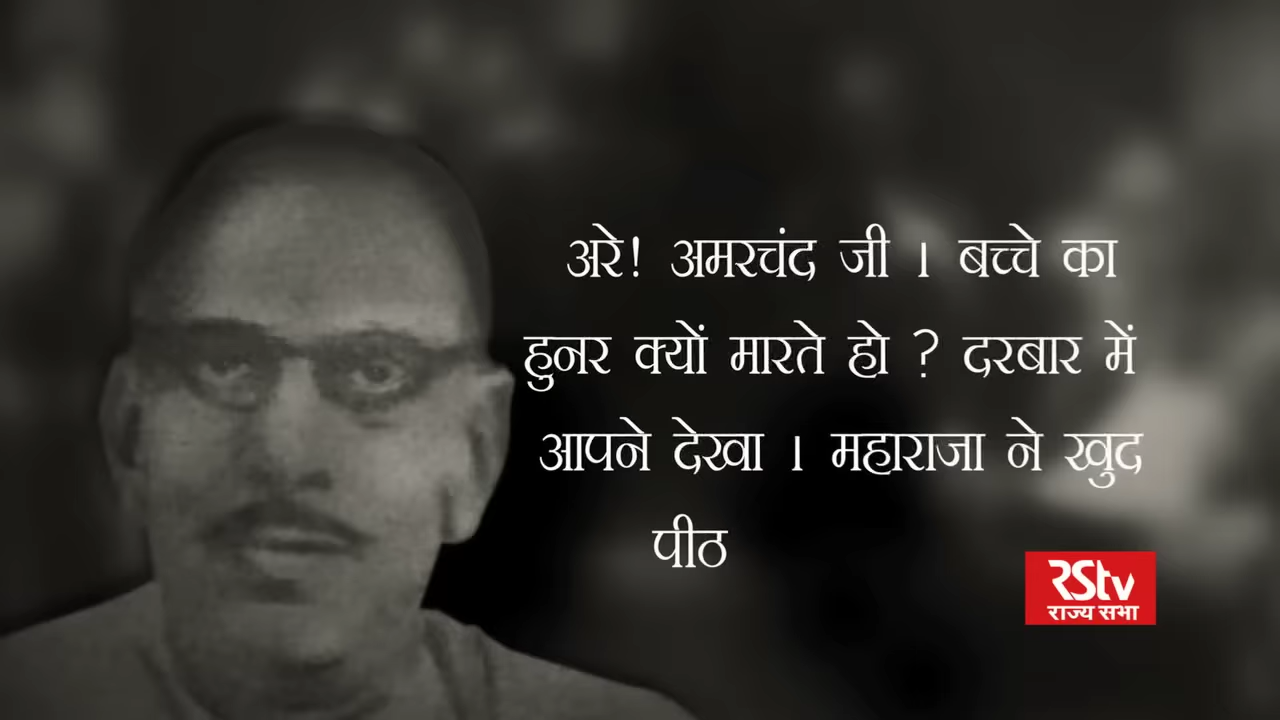 अरे! अमरचंद जी । बच्चे का
हुनर क्यों मारते हो ? दरबार में
आपने देखा । महाराजा ने खुद
पीठ
RStv
राज्य सभा